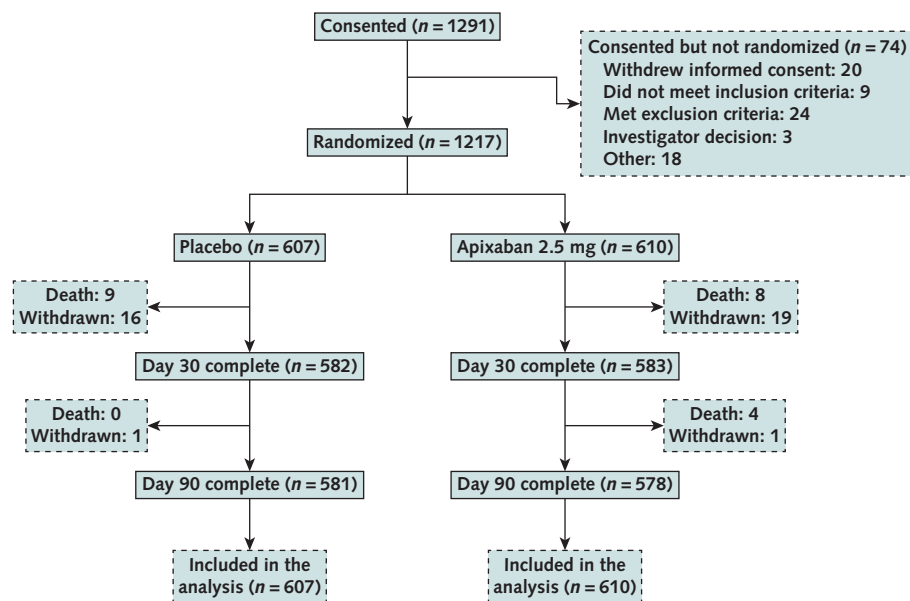 Consented (n = 1291)
Consented but not randomized (n = 74)
Withdrew informed consent: 20
Did not meet inclusion criteria: 9
Met exclusion criteria: 24
Investigator decision: 3
Other: 18
Randomized (n = 1217)
Placebo (n = 607)
Apixaban 2.5 mg (n = 610)
Death: 9
Withdrawn: 16
Death: 8
Withdrawn: 19
Day 30 complete (n = 582)
Day 30 complete (n = 583)
Death: 0
Withdrawn: 1
Death: 4
Withdrawn: 1
Day 90 complete (n = 581)
Day 90 complete (n = 578)
Included in the
analysis (n = 607)
Included in the
analysis (n = 610)